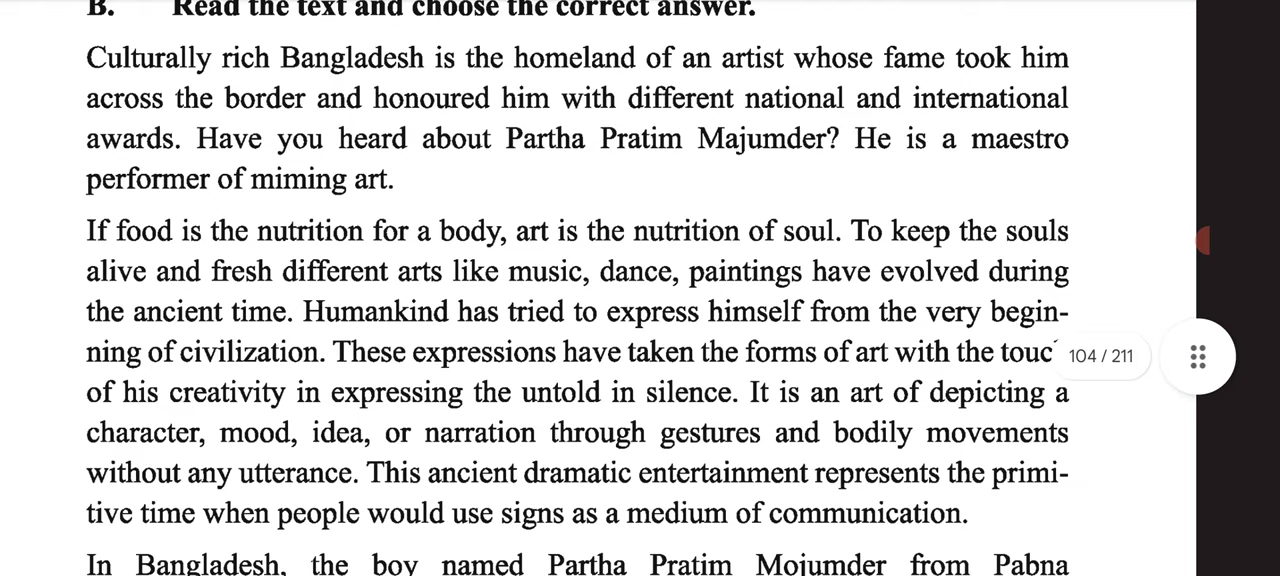 B. Read the text and choose the correct answer.
Culturally rich Bangladesh is the homeland of an artist whose fame took him
across the border and honoured him with different national and international
awards. Have you heard about Partha Pratim Majumder? He is a maestro
performer of miming art.
If food is the nutrition for a body, art is the nutrition of soul. To keep the souls
alive and fresh different arts like music, dance, paintings have evolved during
the ancient time. Humankind has tried to express himself from the very begin-
ning of civilization. These expressions have taken the forms of art with the
of his creativity in expressing the untold in silence. It is an art of depicting a
character, mood, idea, or narration through gestures and bodily movements
without any utterance. This ancient dramatic entertainment represents the primi-
tive time when people would use signs as a medium of communication.
In Bangladesh, the boy named Partha Pratim Mojumder from Pabna
104 / 211